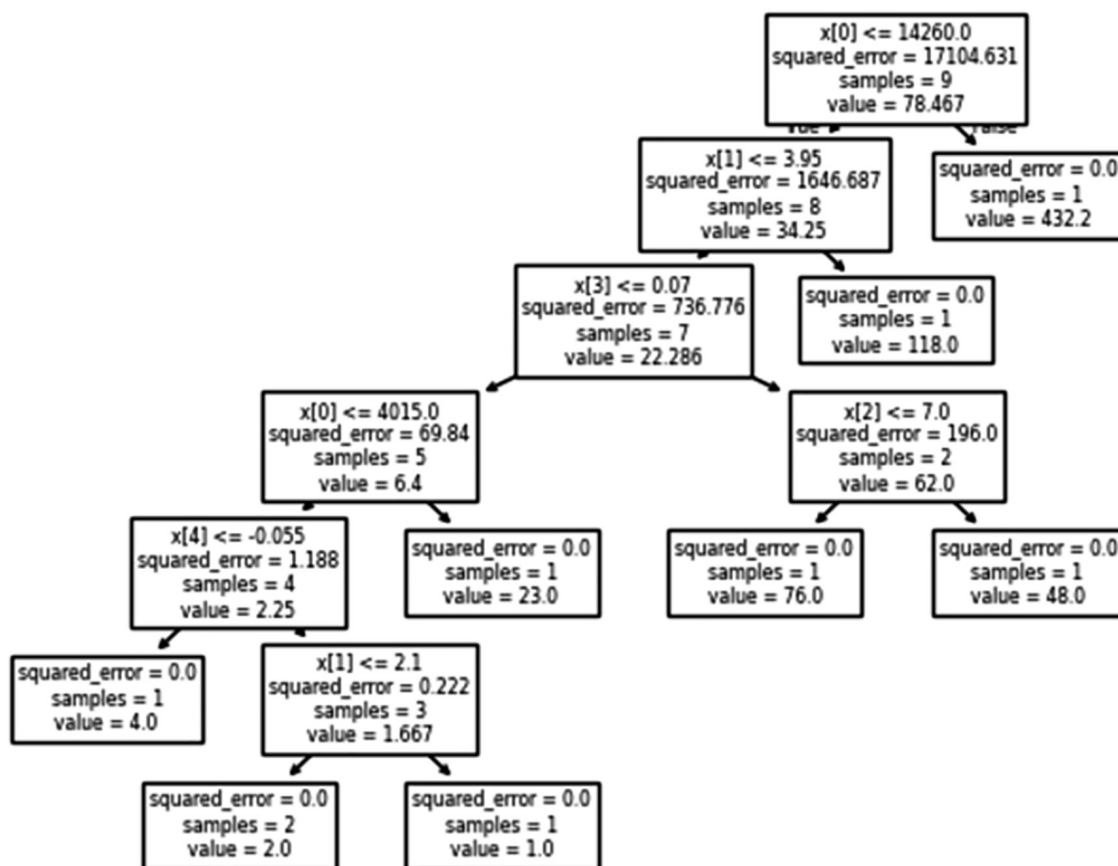 x[0] <= 14260.0
squared_error = 17104.631
samples = 9
value = 78.467
x[1] <= 3.95
squared_error = 1646.687
samples = 8
value = 34.25
squared_error = 0.0
samples = 1
value = 432.2
x[3] <= 0.07
squared_error = 736.776
samples = 7
value = 22.286
squared_error = 0.0
samples = 1
value = 118.0
x[0] <= 4015.0
squared_error = 69.84
samples = 5
value = 6.4
x[2] <= 7.0
squared_error = 196.0
samples = 2
value = 62.0
x[4] <= -0.055
squared_error = 1.188
samples = 4
value = 2.25
squared_error = 0.0
samples = 1
value = 23.0
squared_error = 0.0
samples = 1
value = 76.0
squared_error = 0.0
samples = 1
value = 48.0
squared_error = 0.0
samples = 1
value = 4.0
x[1] <= 2.1
squared_error = 0.222
samples = 3
value = 1.667
squared_error = 0.0
samples = 2
value = 2.0
squared_error = 0.0
samples = 1
value = 1.0